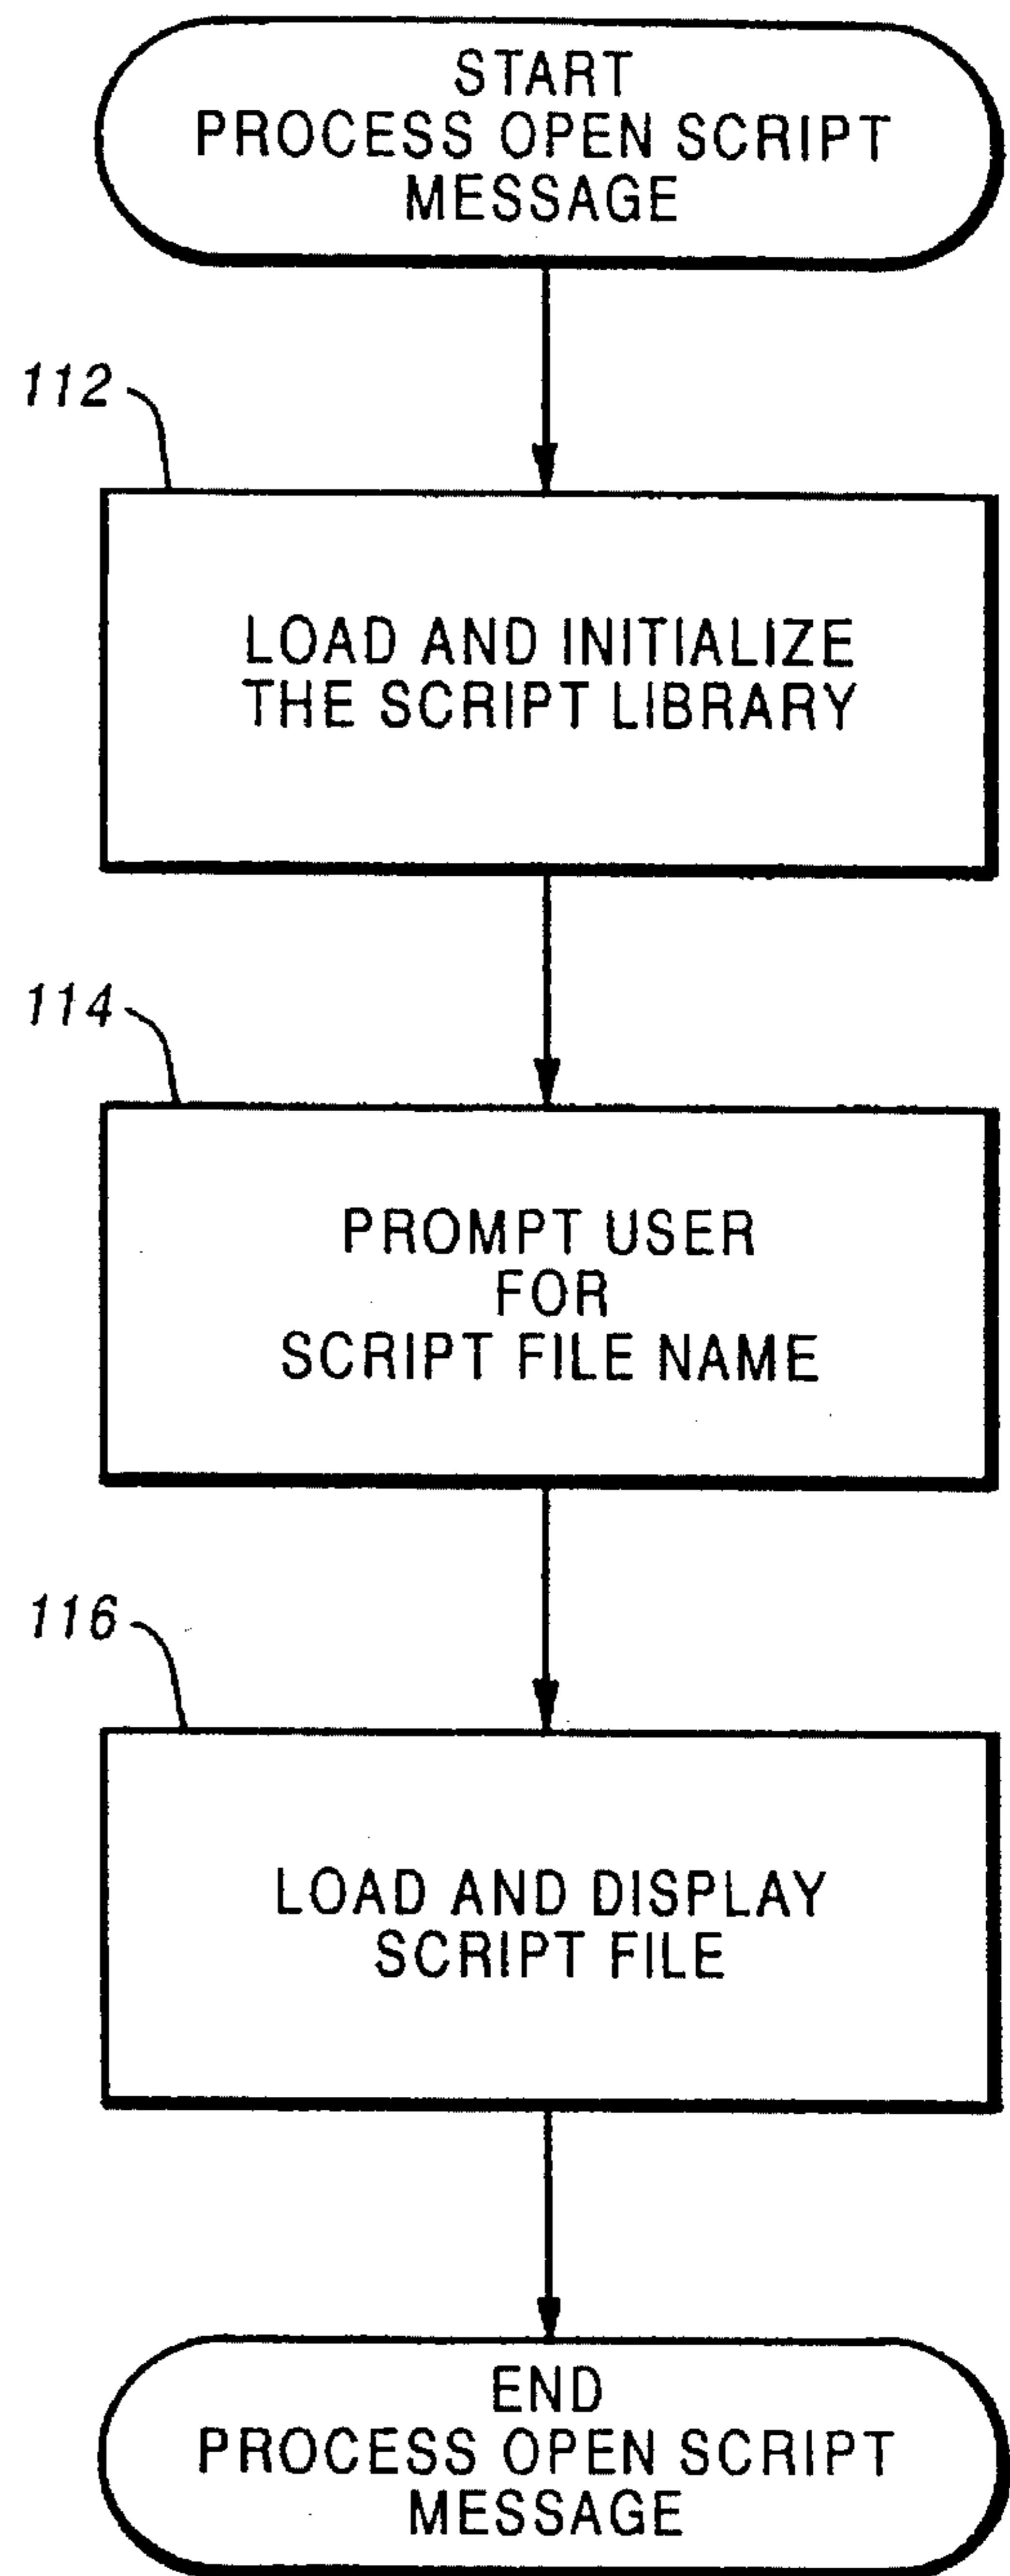 START
PROCESS OPEN SCRIPT
MESSAGE
112
LOAD AND INITIALIZE
THE SCRIPT LIBRARY
114
PROMPT USER
FOR
SCRIPT FILE NAME
116
LOAD AND DISPLAY
SCRIPT FILE
END
PROCESS OPEN SCRIPT
MESSAGE